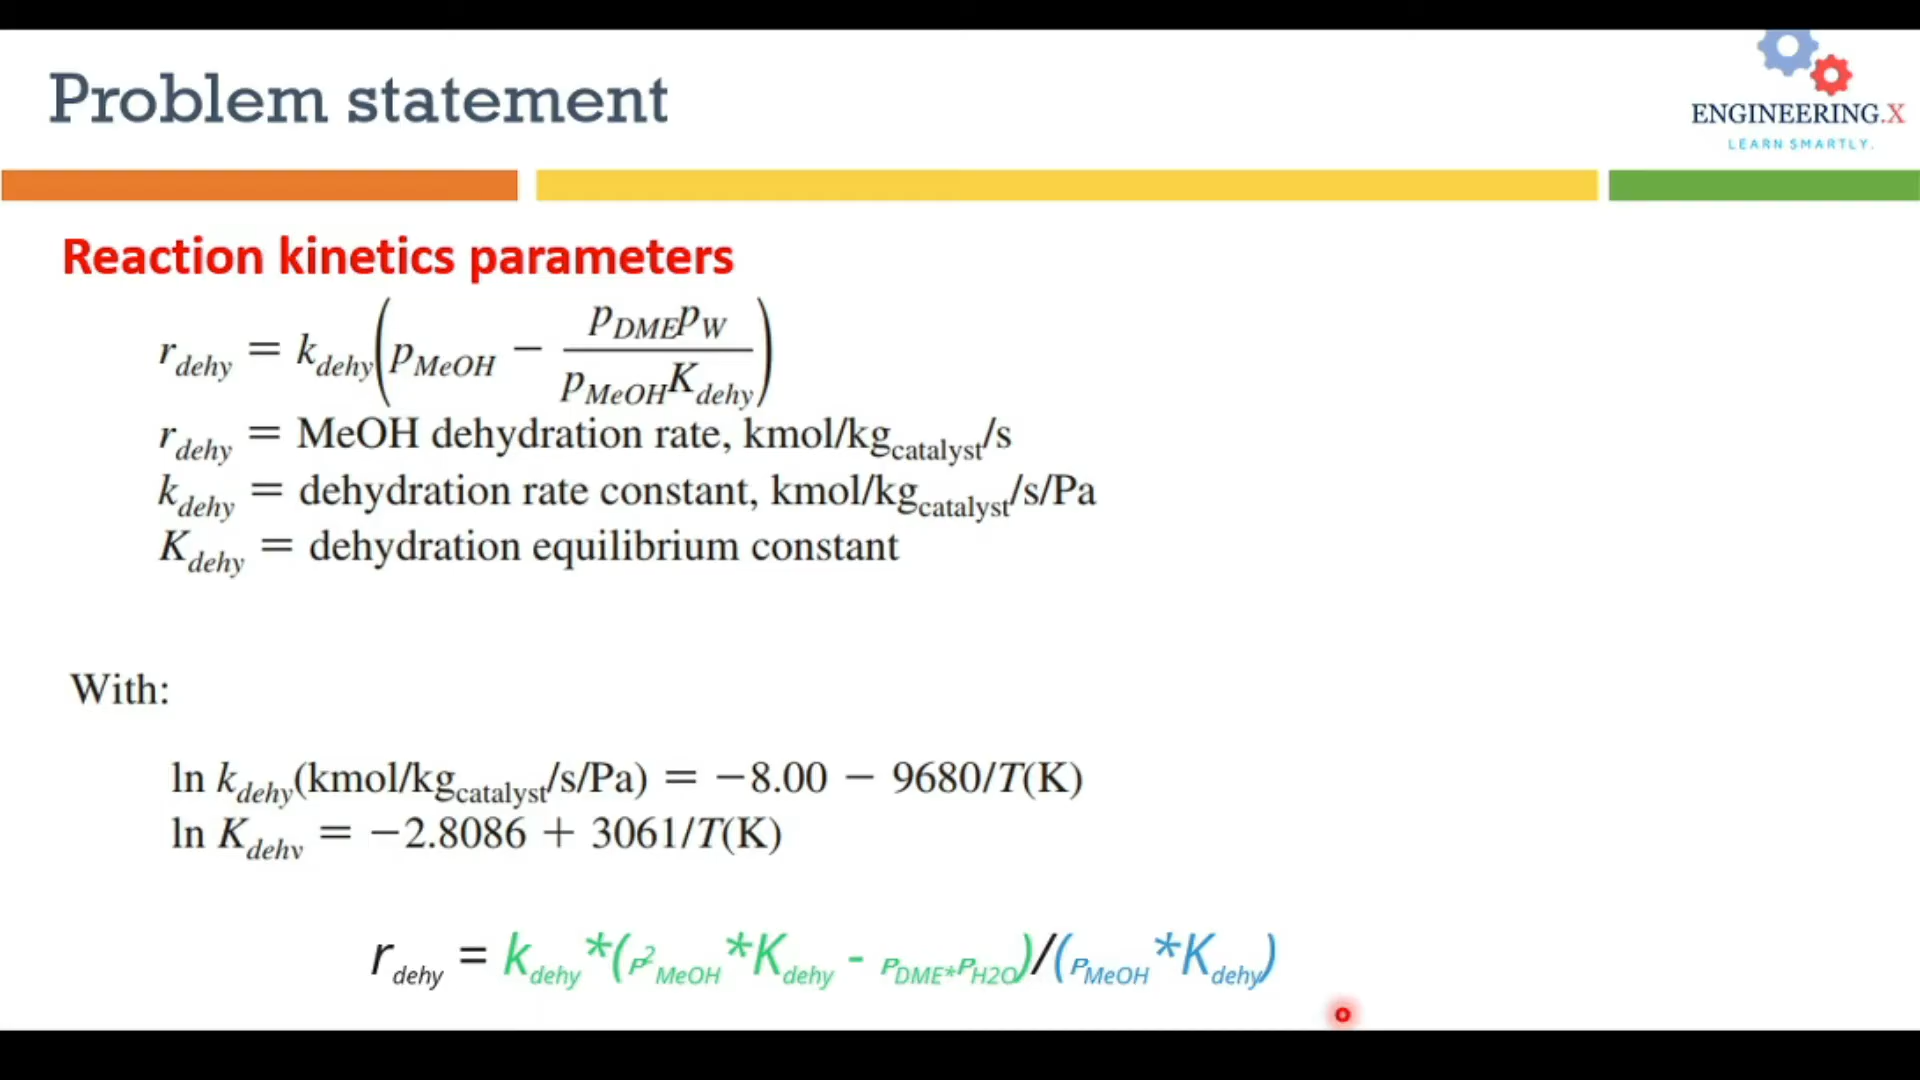 Problem statement
ENGINEERING.X
LEARN SMARTLY.
Reaction kinetics parameters
r_dehy = k_dehy(p_MeOH − p_DME p_W / p_MeOH K_dehy)
r_dehy = MeOH dehydration rate, kmol/kg_catalyst/s
k_dehy = dehydration rate constant, kmol/kg_catalyst/s/Pa
K_dehy = dehydration equilibrium constant
With:
ln k_dehy(kmol/kg_catalyst/s/Pa) = −8.00 − 9680/T(K)
ln K_dehy = −2.8086 + 3061/T(K)
r_dehy = k_dehy*(P²_MeOH*K_dehy - P_DME*P_H2O)/(P_MeOH*K_dehy)